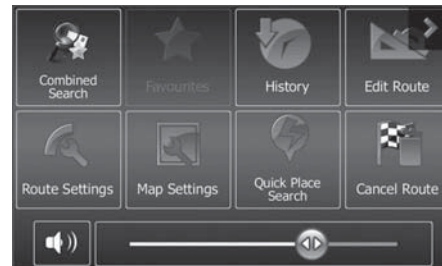 Combined
Search
Favourites
History
Edit Route
Route Settings
Map Settings
Quick Place
Search
Cancel Route